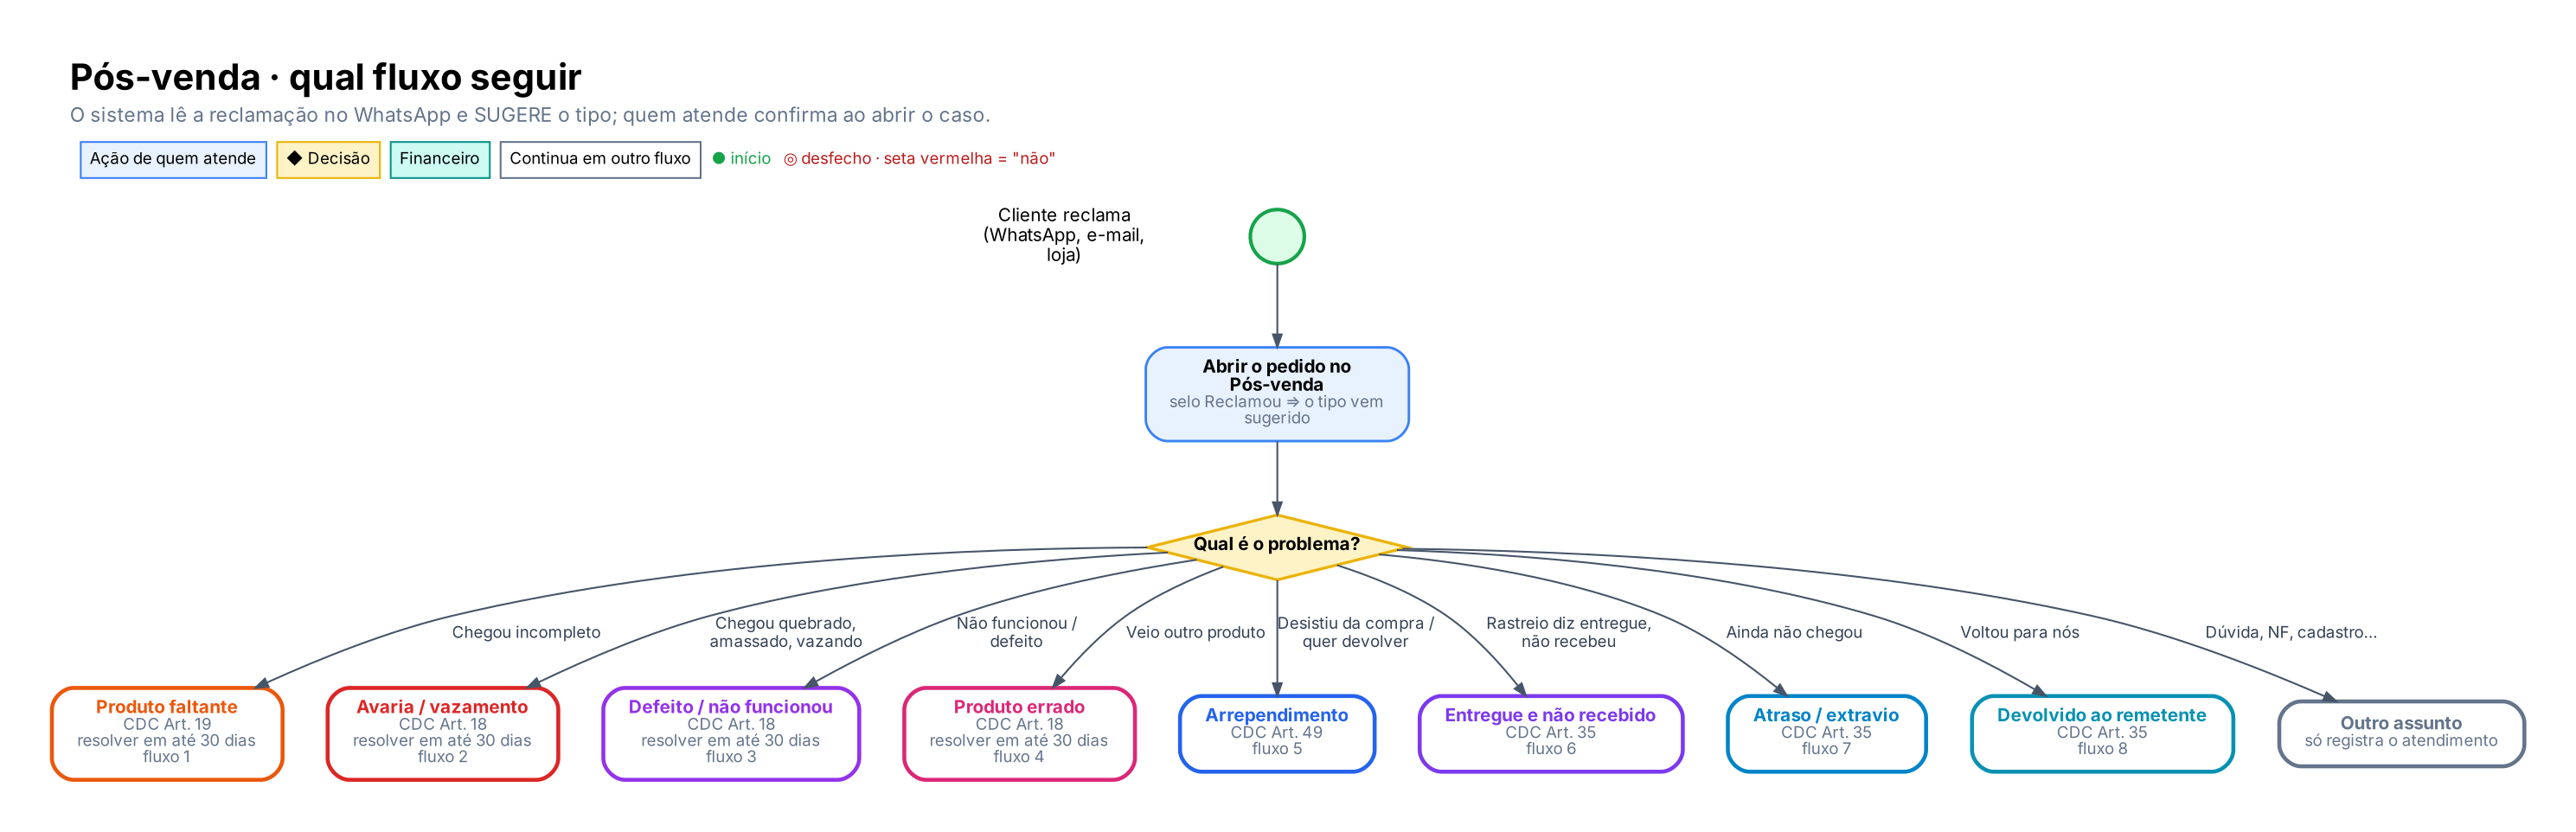 Pós-venda · qual fluxo seguir
O sistema lê a reclamação no WhatsApp e SUGERE o tipo; quem atende confirma ao abrir o caso.
Ação de quem atende
◆ Decisão
Financeiro
Continua em outro fluxo
● início
◎ desfecho · seta vermelha = "não"
Cliente reclama
(WhatsApp, e-mail,
loja)
Abrir o pedido no
Pós-venda
selo Reclamou ⇒ o tipo vem
sugerido
Qual é o problema?
Chegou incompleto
Chegou quebrado,
amassado, vazando
Não funcionou /
defeito
Veio outro produto
Desistiu da compra /
quer devolver
Rastreio diz entregue,
não recebeu
Ainda não chegou
Voltou para nós
Dúvida, NF, cadastro...
Produto faltante
CDC Art. 19
resolver em até 30 dias
fluxo 1
Avaria / vazamento
CDC Art. 18
resolver em até 30 dias
fluxo 2
Defeito / não funcionou
CDC Art. 18
resolver em até 30 dias
fluxo 3
Produto errado
CDC Art. 18
resolver em até 30 dias
fluxo 4
Arrependimento
CDC Art. 49
fluxo 5
Entregue e não recebido
CDC Art. 35
fluxo 6
Atraso / extravio
CDC Art. 35
fluxo 7
Devolvido ao remetente
CDC Art. 35
fluxo 8
Outro assunto
só registra o atendimento